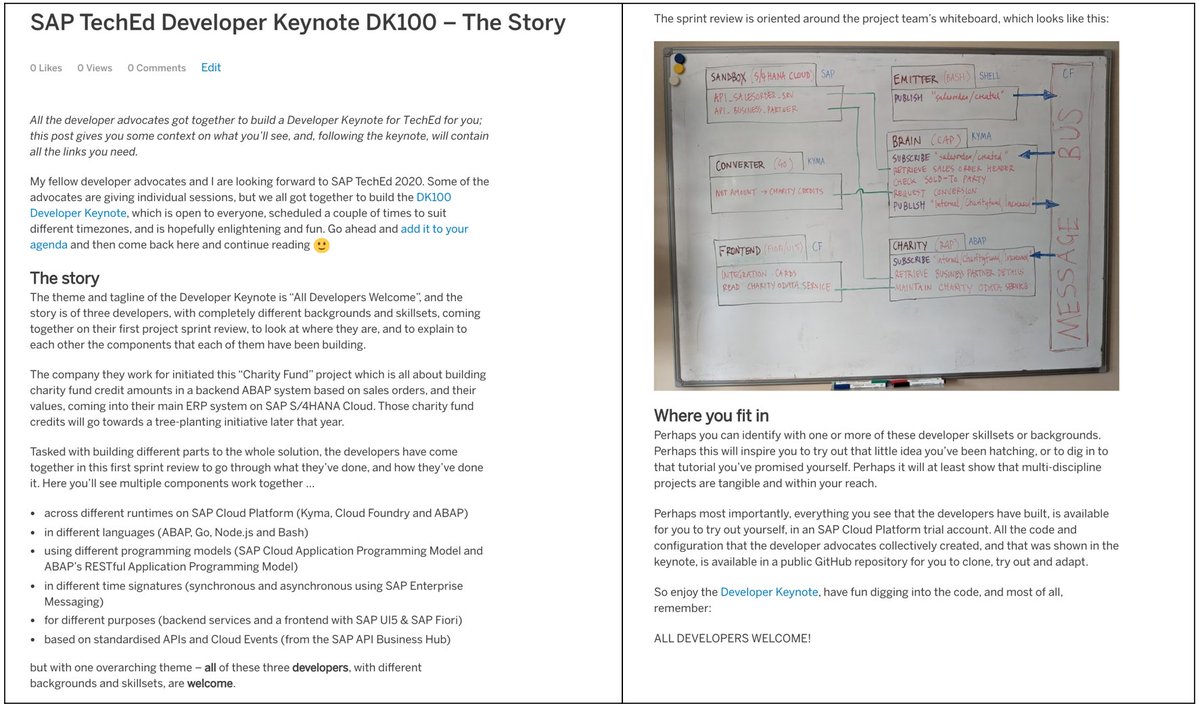 SAP TechEd Developer Keynote DK100 – The Story
0 Likes 0 Views 0 Comments Edit
All the developer advocates got together to build a Developer Keynote for TechEd for you;
this post gives you some context on what you'll see, and, following the keynote, will contain
all the links you need.
My fellow developer advocates and I are looking forward to SAP TechEd 2020. Some of the
advocates are giving individual sessions, but we all got together to build the DK100
Developer Keynote, which is open to everyone, scheduled a couple of times to suit
different timezones, and is hopefully enlightening and fun. Go ahead and add it to your
agenda and then come back here and continue reading 🙂
The story
The theme and tagline of the Developer Keynote is "All Developers Welcome", and the
story is of three developers, with completely different backgrounds and skillsets, coming
together on their first project sprint review, to look at where they are, and to explain to
each other the components that each of them have been building.
The company they work for initiated this "Charity Fund" project which is all about building
charity fund credit amounts in a backend ABAP system based on sales orders, and their
values, coming into their main ERP system on SAP S/4HANA Cloud. Those charity fund
credits will go towards a tree-planting initiative later that year.
Tasked with building different parts to the whole solution, the developers have come
together in this first sprint review to go through what they've done, and how they've done
it. Here you'll see multiple components work together ...
• across different runtimes on SAP Cloud Platform (Kyma, Cloud Foundry and ABAP)
• in different languages (ABAP, Go, Node.js and Bash)
• using different programming models (SAP Cloud Application Programming Model and
ABAP's RESTful Application Programming Model)
• in different time signatures (synchronous and asynchronous using SAP Enterprise
Messaging)
• for different purposes (backend services and a frontend with SAP UI5 & SAP Fiori)
• based on standardised APIs and Cloud Events (from the SAP API Business Hub)
but with one overarching theme – all of these three developers, with different
backgrounds and skillsets, are welcome.
The sprint review is oriented around the project team's whiteboard, which looks like this:
SANDBOX (S/4HANA CLOUD) SAP
API_SALESORDER_SRV
API_BUSINESS_PARTNER
CONVERTER (GO) KYMA
NET AMOUNT → CHARITY CREDITS
FRONTEND (FIORI/UI5) CF
INTEGRATION CARDS
READ CHARITY ODATA SERVICE
EMITTER (BASH) SHELL
PUBLISH "salesorder/created"
BRAIN (CAP) KYMA
SUBSCRIBE "salesorder/created"
RETRIEVE SALES ORDER HEADER
CHECK SOLD-TO PARTY
REQUEST CONVERSION
PUBLISH "Internal/Charityfund/Increased"
CHARITY (RAP) ABAP
SUBSCRIBE "internal/Charityfund/Increased"
RETRIEVE BUSINESS PARTNER DETAILS
MAINTAIN CHARITY ODATA SERVICE
CF
MESSAGE BUS
Where you fit in
Perhaps you can identify with one or more of these developer skillsets or backgrounds.
Perhaps this will inspire you to try out that little idea you've been hatching, or to dig in to
that tutorial you've promised yourself. Perhaps it will at least show that multi-discipline
projects are tangible and within your reach.
Perhaps most importantly, everything you see that the developers have built, is available
for you to try out yourself, in an SAP Cloud Platform trial account. All the code and
configuration that the developer advocates collectively created, and that was shown in the
keynote, is available in a public GitHub repository for you to clone, try out and adapt.
So enjoy the Developer Keynote, have fun digging into the code, and most of all,
remember:
ALL DEVELOPERS WELCOME!